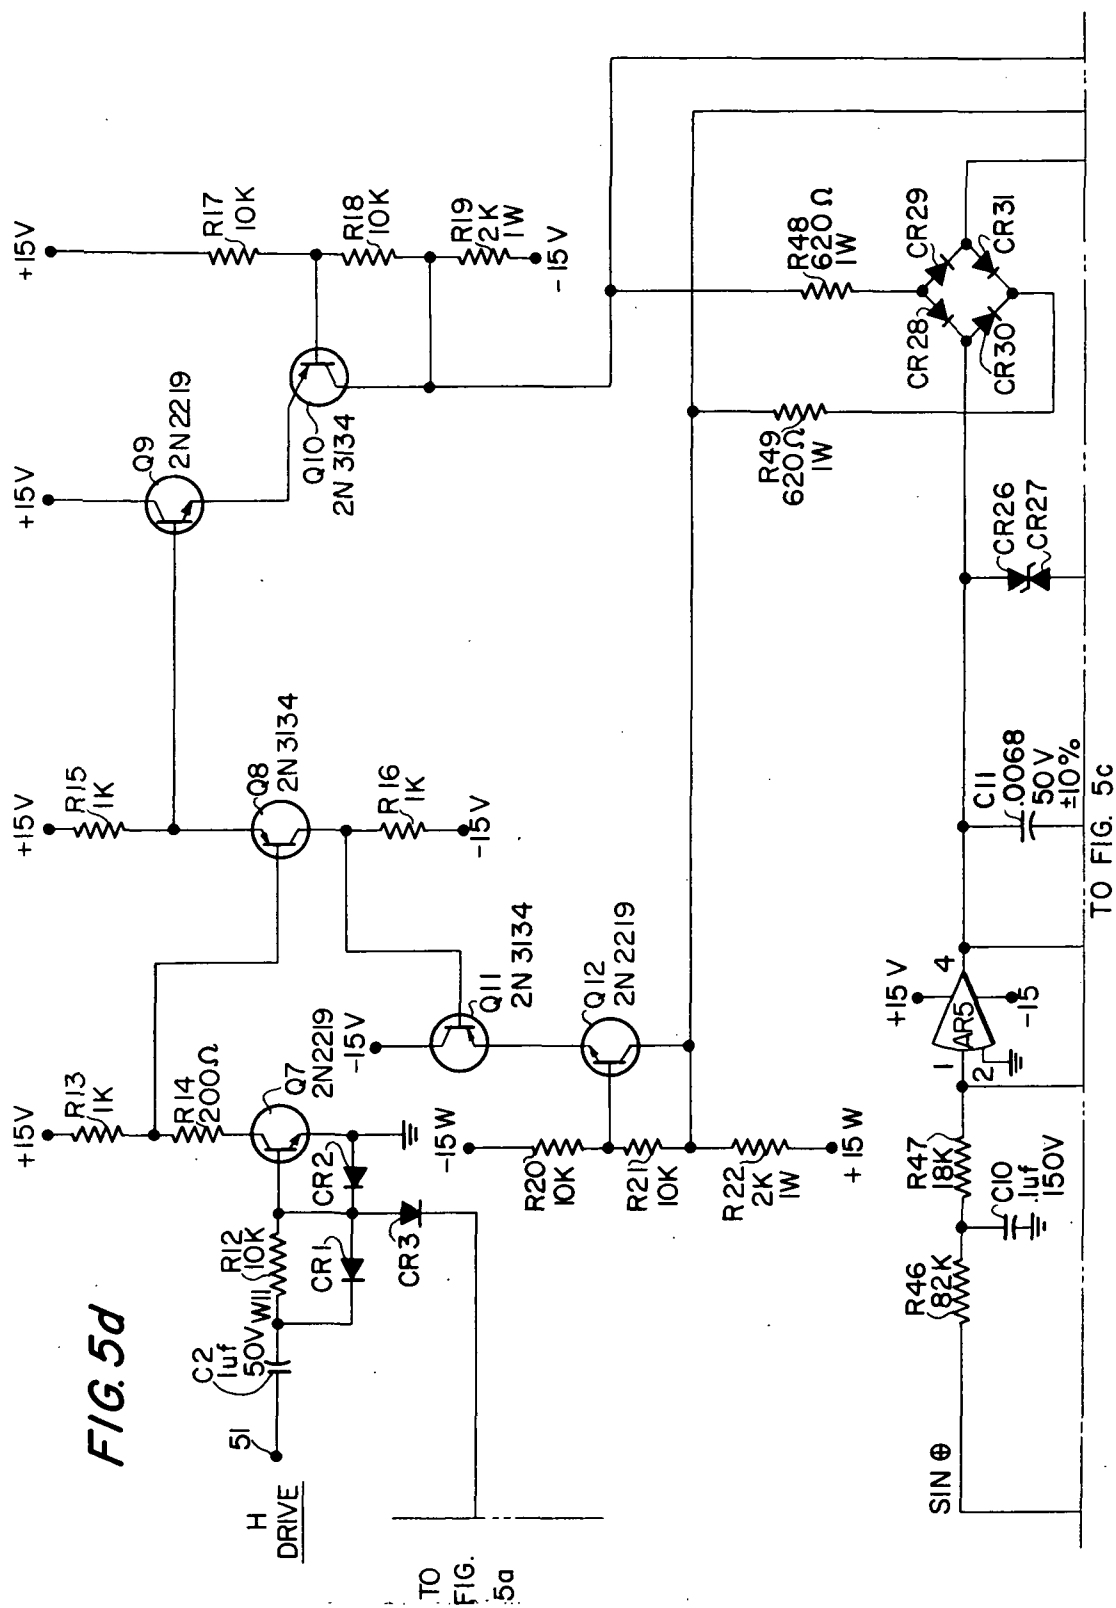 FIG. 5d
H
DRIVE
51
C2
1uf
50V
W11
R12
10K
CR1
CR2
CR3
TO
FIG.
5a
+15V
R13
1K
R14
200Ω
Q7
2N2219
+15V
R15
1K
Q8
2N3134
R16
1K
-15V
+15V
Q9
2N2219
Q10
2N3134
+15V
R17
10K
R18
10K
R19
2K
1W
-15V
-15V
Q11
2N3134
Q12
2N2219
-15W
R20
10K
R21
10K
R22
2K
1W
+15W
R48
620Ω
1W
R49
620Ω
1W
CR28
CR29
CR30
CR31
CR26
CR27
C11
.0068
50V
±10%
+15V
AR5
1
2
4
-15
R47
18K
C10
.1uf
150V
R46
82K
SIN ⊕
TO FIG. 5c